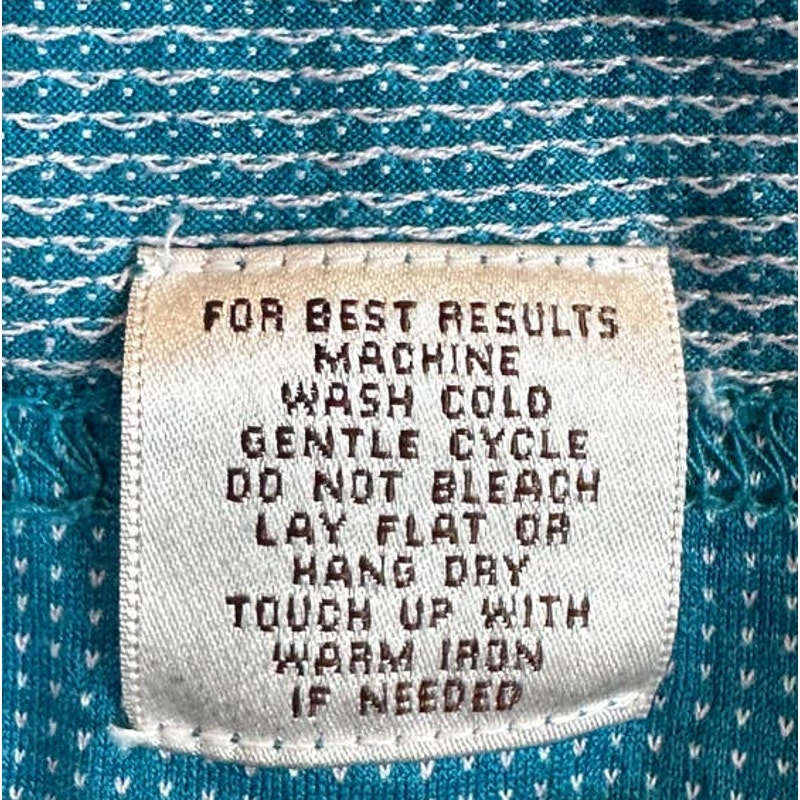 FOR BEST RESULTS
MACHINE
WASH COLD
GENTLE CYCLE
DO NOT BLEACH
LAY FLAT OR
HANG DRY
TOUCH UP WITH
WARM IRON
IF NEEDED